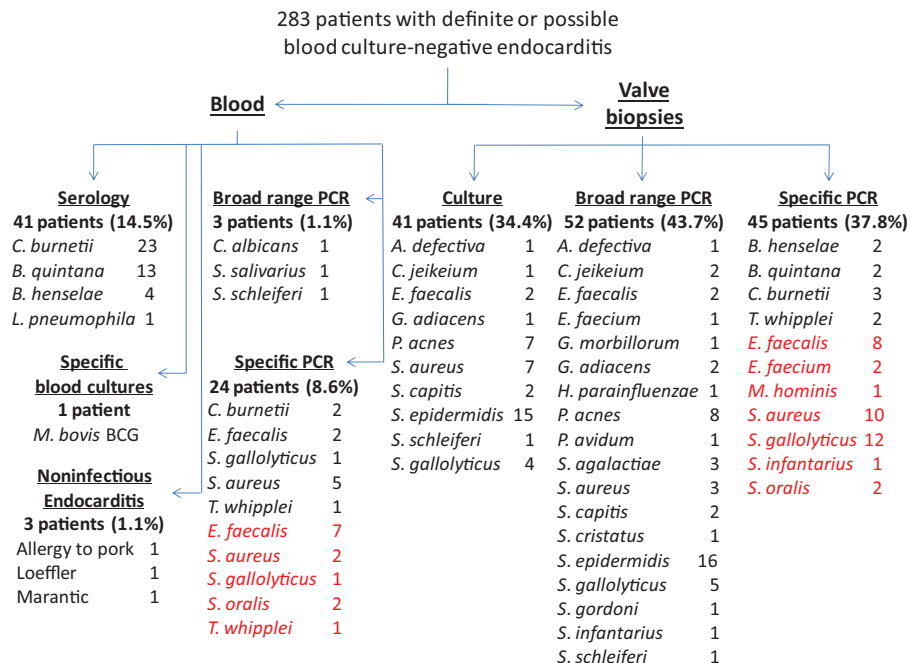 283 patients with definite or possible
blood culture-negative endocarditis
Blood
Valve
biopsies
Serology
41 patients (14.5%)
C. burnetii 23
B. quintana 13
B. henselae 4
L. pneumophila 1
Specific
blood cultures
1 patient
M. bovis BCG
Noninfectious
Endocarditis
3 patients (1.1%)
Allergy to pork 1
Loeffler 1
Marantic 1
Broad range PCR
3 patients (1.1%)
C. albicans 1
S. salivarius 1
S. schleiferi 1
Specific PCR
24 patients (8.6%)
C. burnetii 2
E. faecalis 2
S. gallolyticus 1
S. aureus 5
T. whipplei 1
E. faecalis 7
S. aureus 2
S. gallolyticus 1
S. oralis 2
T. whipplei 1
Culture
41 patients (34.4%)
A. defectiva 1
C. jeikeium 1
E. faecalis 2
G. adiacens 1
P. acnes 7
S. aureus 7
S. capitis 2
S. epidermidis 15
S. schleiferi 1
S. gallolyticus 4
Broad range PCR
52 patients (43.7%)
A. defectiva 1
C. jeikeium 2
E. faecalis 2
E. faecium 1
G. morbillorum 1
G. adiacens 2
H. parainfluenzae 1
P. acnes 8
P. avidum 1
S. agalactiae 3
S. aureus 3
S. capitis 2
S. cristatus 1
S. epidermidis 16
S. gallolyticus 5
S. gordoni 1
S. infantarius 1
S. schleiferi 1
Specific PCR
45 patients (37.8%)
B. henselae 2
B. quintana 2
C. burnetii 3
T. whipplei 2
E. faecalis 8
E. faecium 2
M. hominis 1
S. aureus 10
S. gallolyticus 12
S. infantarius 1
S. oralis 2